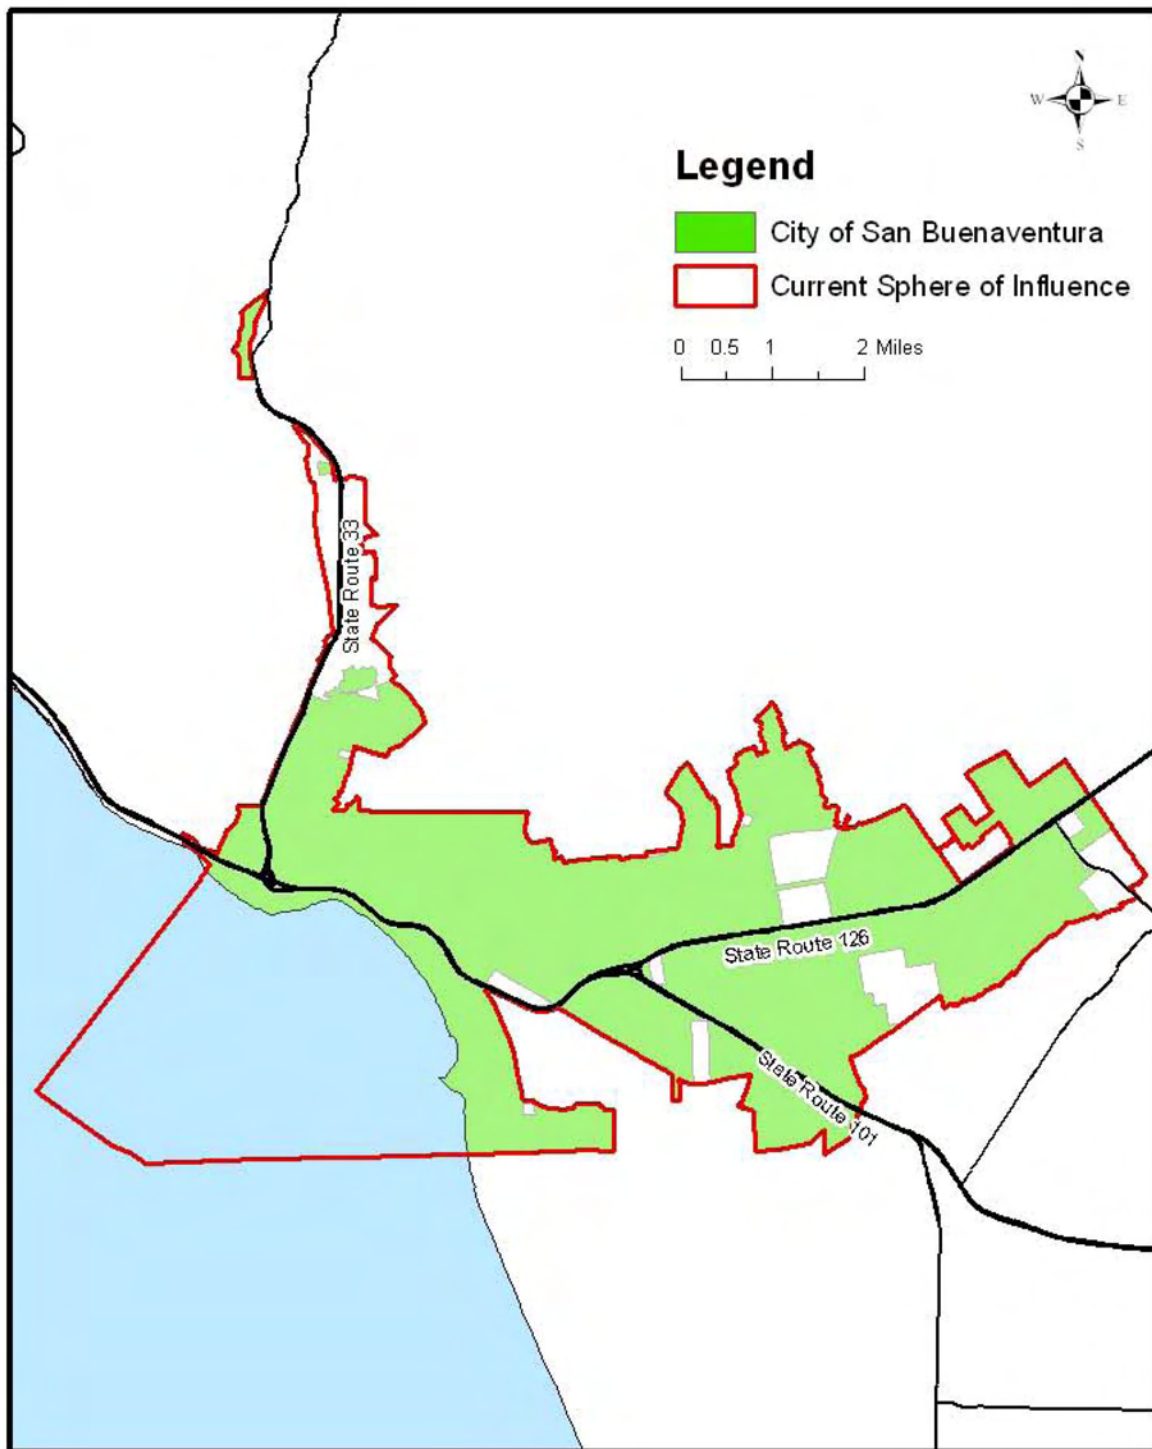 N
W E
S
Legend
City of San Buenaventura
Current Sphere of Influence
0 0.5 1 2 Miles
State Route 33
State Route 126
State Route 101